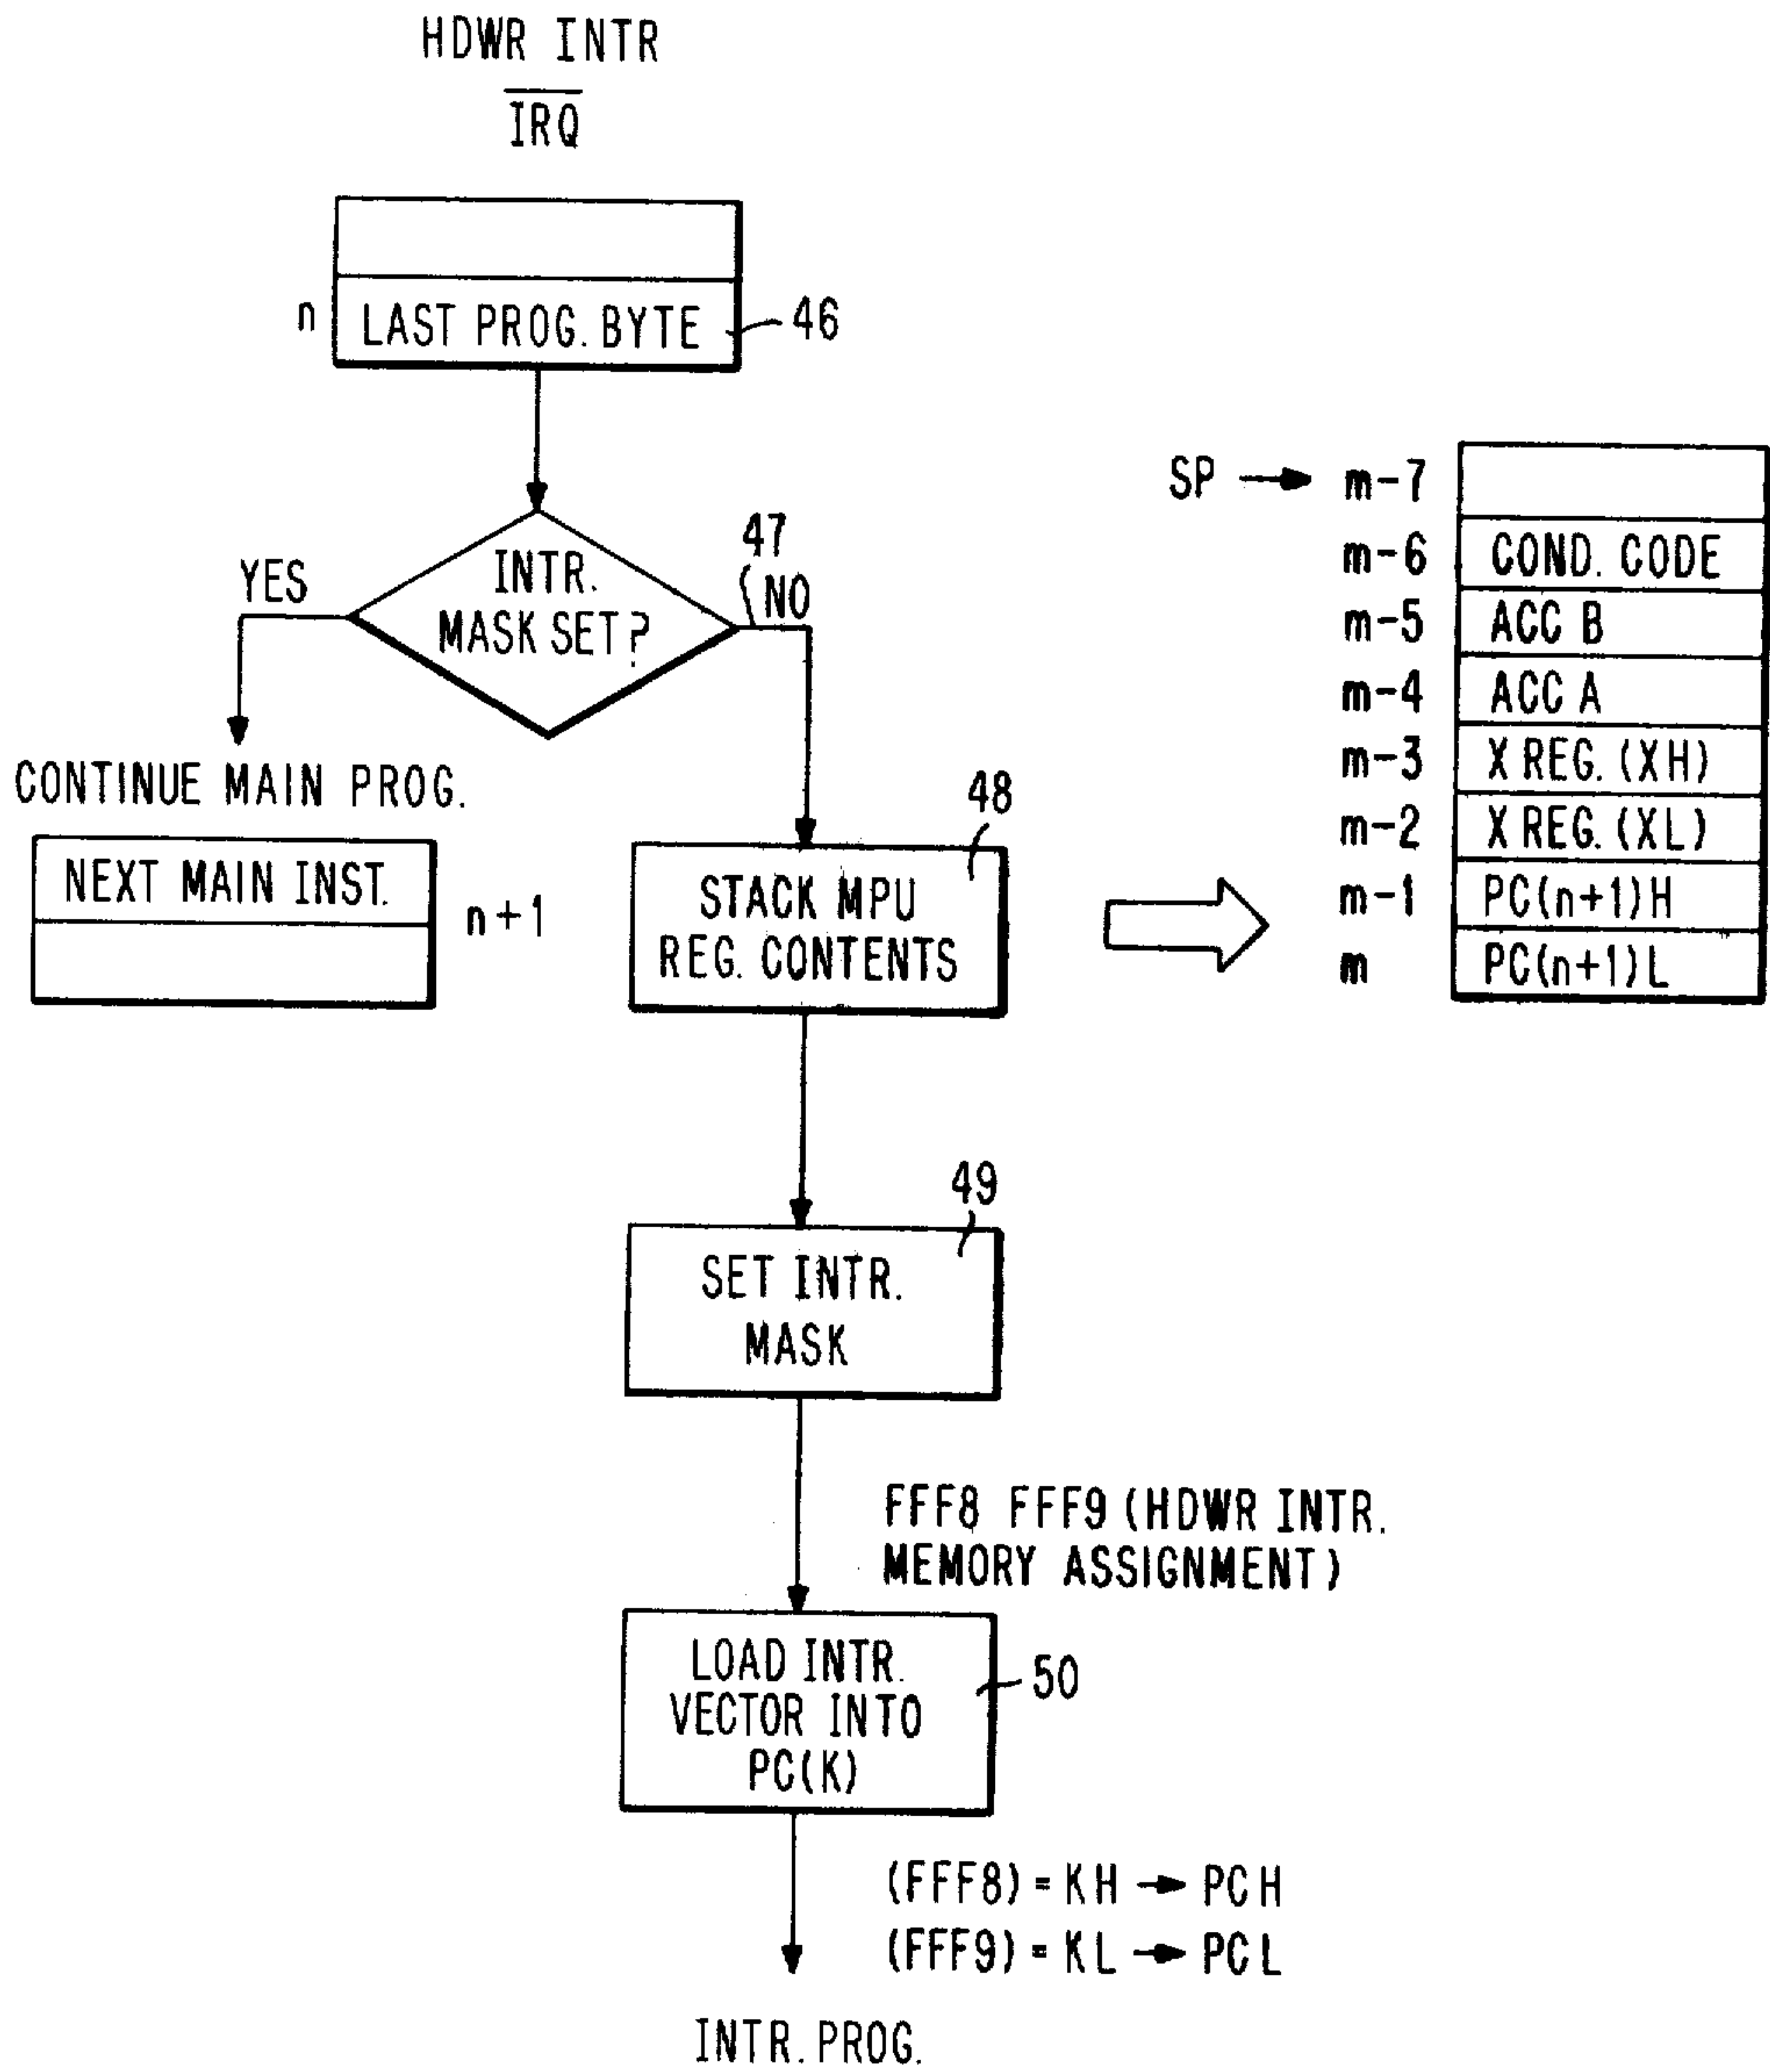 HDWR INTR
IRQ
n LAST PROG. BYTE 46
INTR.
MASK SET?
YES
47
NO
CONTINUE MAIN PROG.
NEXT MAIN INST.
n+1
48
STACK MPU
REG. CONTENTS
SP m-7
m-6 COND. CODE
m-5 ACC B
m-4 ACC A
m-3 X REG. (XH)
m-2 X REG. (XL)
m-1 PC(n+1)H
m PC(n+1)L
49
SET INTR.
MASK
FFF8 FFF9 (HDWR INTR.
MEMORY ASSIGNMENT)
LOAD INTR.
VECTOR INTO
PC(K)
50
(FFF8) = KH → PCH
(FFF9) = KL → PCL
INTR. PROG.